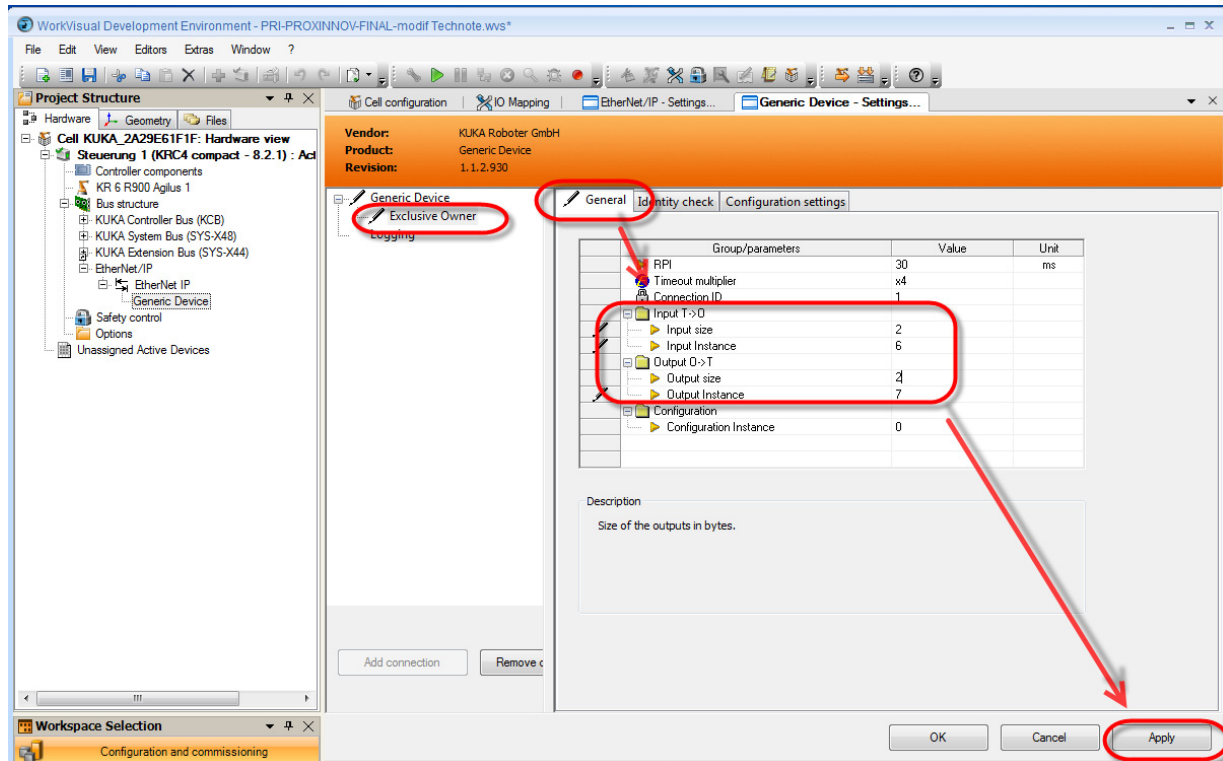 WorkVisual Development Environment - PRI-PROXINNOV-FINAL-modif Technote.wvs*
File Edit View Editors Extras Window ?
Project Structure
Cell configuration IO Mapping EtherNet/IP - Settings... Generic Device - Settings...
Hardware Geometry Files
Cell KUKA_2A29E61F1F: Hardware view
Steuerung 1 (KRC4 compact - 8.2.1) : Act
Controller components
KR 6 R900 Agilus 1
Bus structure
KUKA Controller Bus (KCB)
KUKA System Bus (SYS-X48)
KUKA Extension Bus (SYS-X44)
EtherNet/IP
EtherNet IP
Generic Device
Safety control
Options
Unassigned Active Devices
Vendor: KUKA Roboter GmbH
Product: Generic Device
Revision: 1.1.2.930
Generic Device
Exclusive Owner
Logging
General Identity check Configuration settings
Group/parameters Value Unit
RPI 30 ms
Timeout multiplier x4
Connection ID 1
Input T->O
Input size 2
Input Instance 6
Output O->T
Output size 2
Output Instance 7
Configuration
Configuration Instance 0
Description
Size of the outputs in bytes.
Add connection Remove c
Workspace Selection
Configuration and commissioning
OK Cancel Apply